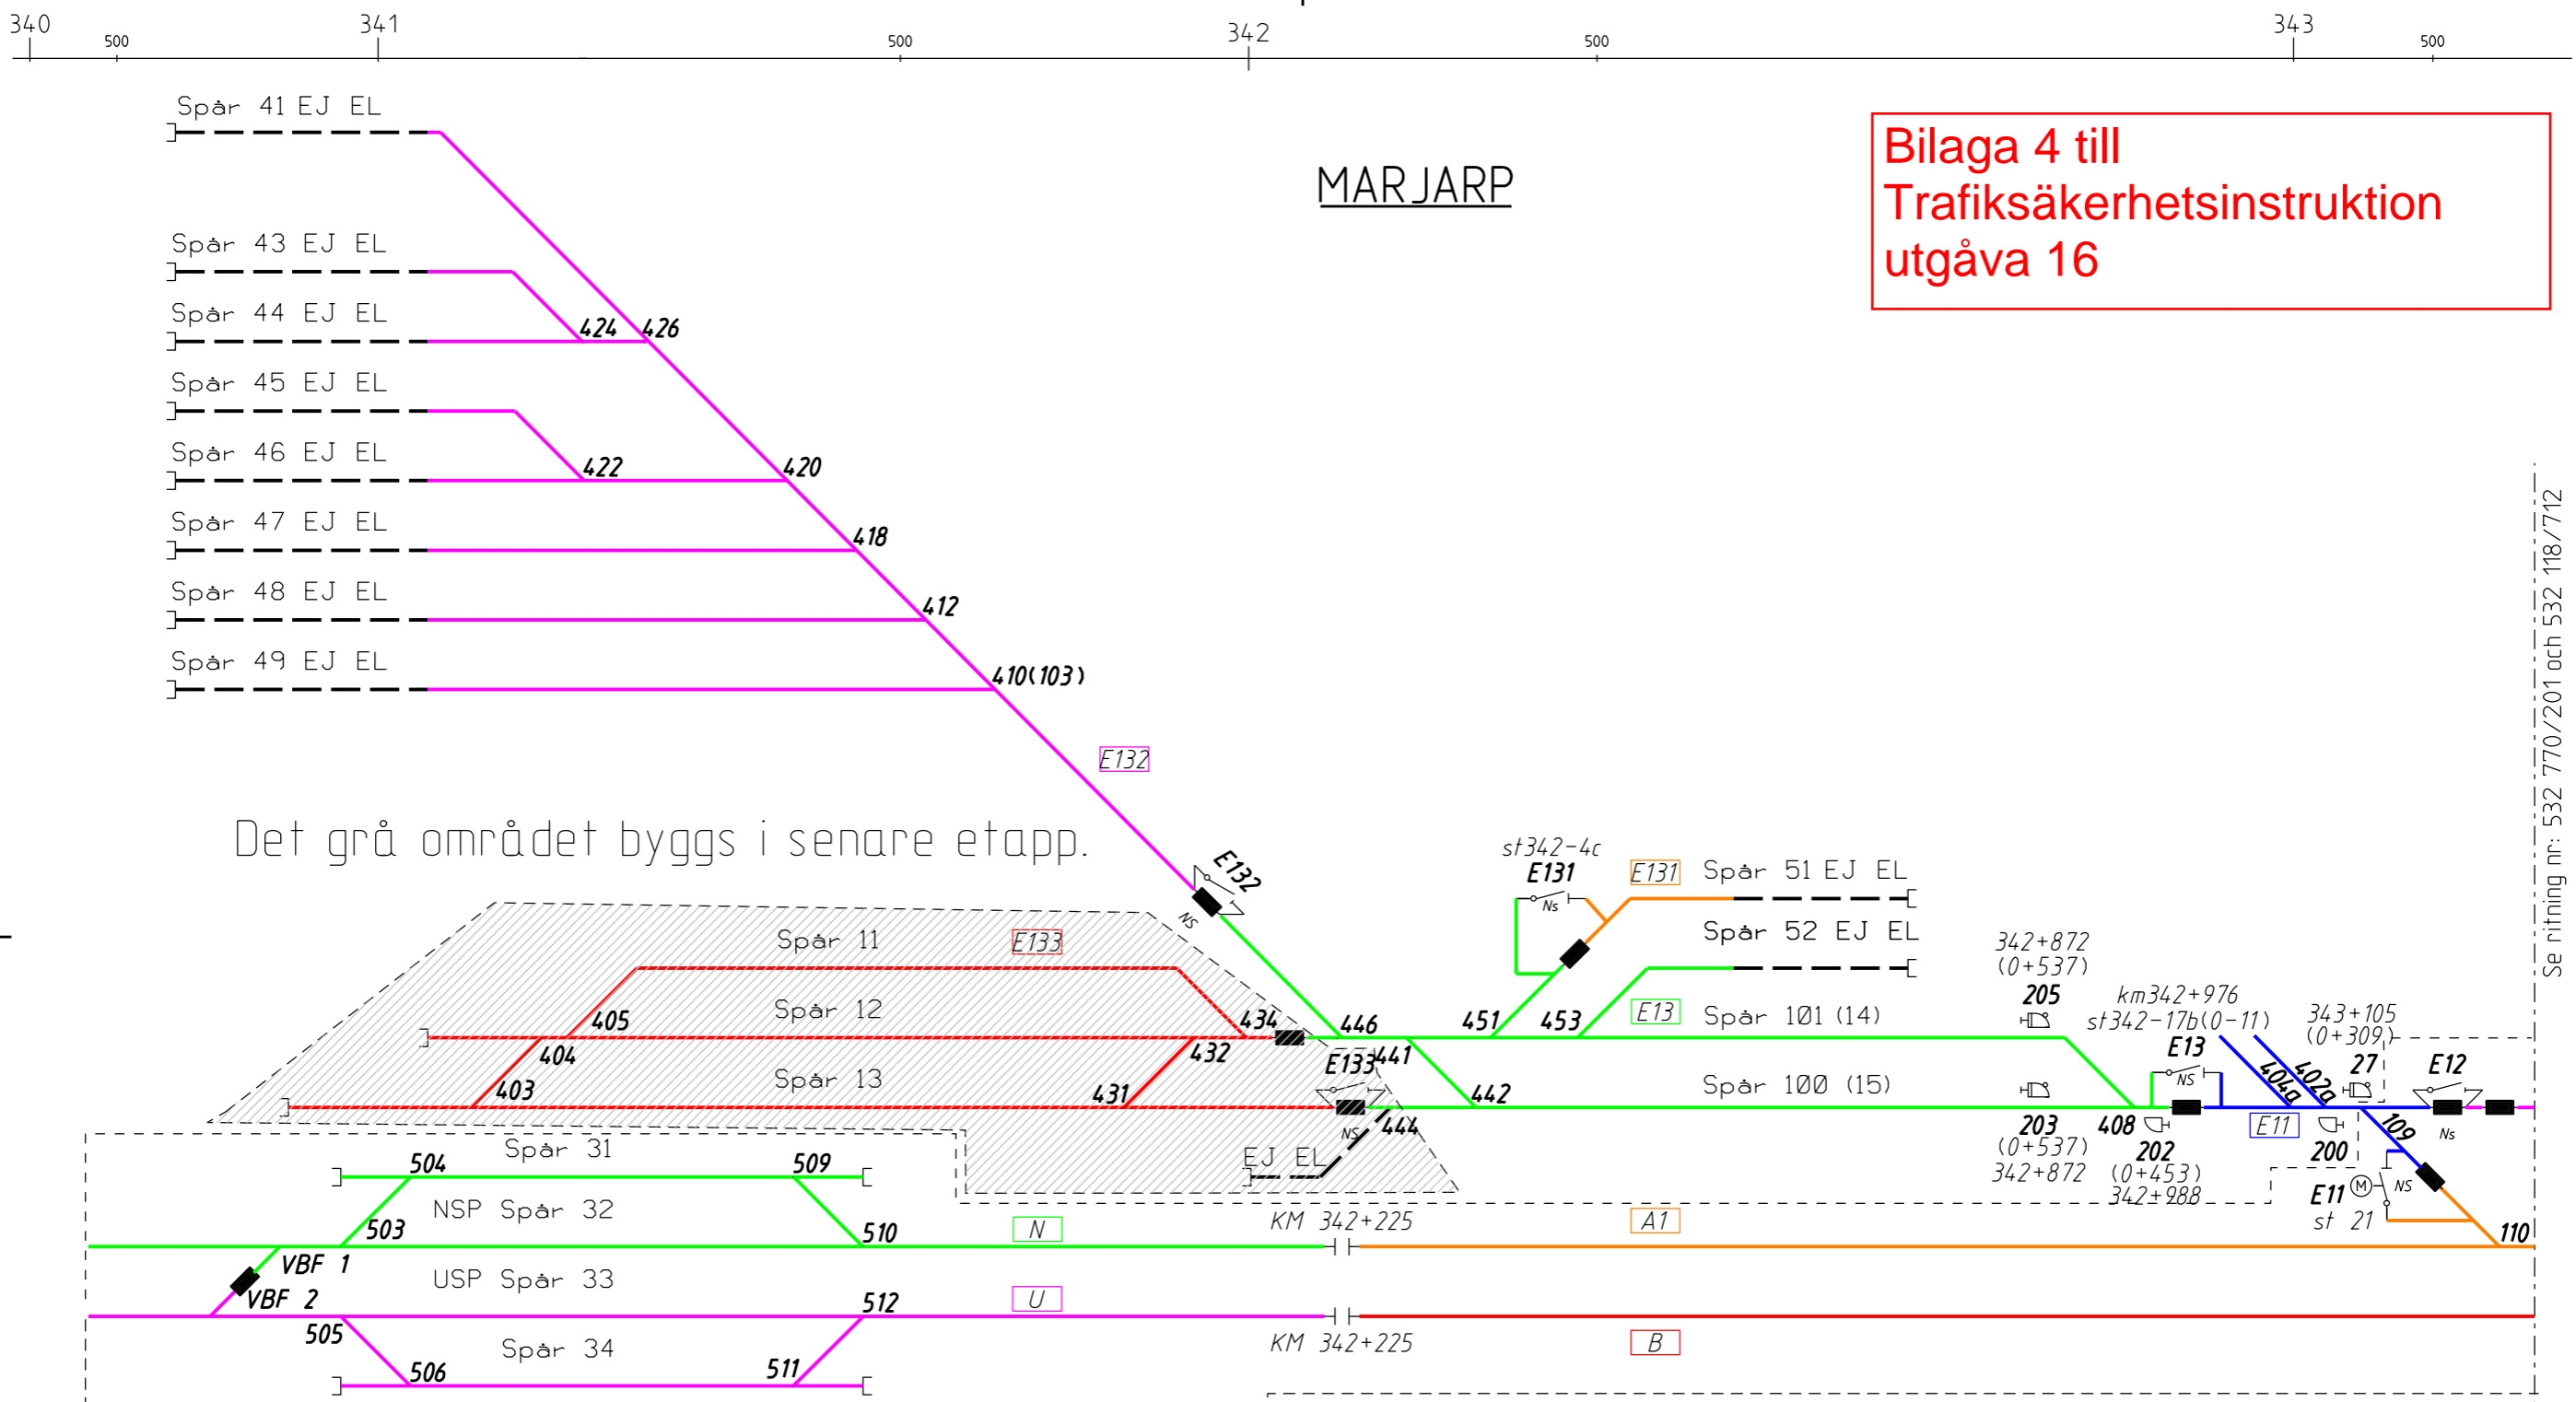 340
341
342
343
500
500
500
500
Spår 41 EJ EL
MARJARP
Bilaga 4 till
Trafiksäkerhetsinstruktion
utgåva 16
Spår 43 EJ EL
Spår 44 EJ EL
424
426
Spår 45 EJ EL
Spår 46 EJ EL
422
420
Spår 47 EJ EL
418
Spår 48 EJ EL
412
Spår 49 EJ EL
410(103)
E132
Se ritning nr: 532 770/201 och 532 118/712
Det grå området byggs i senare etapp.
E132
NS
st342-4c
E131
Ns
E131
Spår 51 EJ EL
Spår 52 EJ EL
Spår 11
E133
Spår 12
405
404
434
432
446
451
453
E13
Spår 101 (14)
342+872
(0+537)
205
km342+976
st342-17b(0-11)
E13
NS
404a
402a
343+105
(0+309)
27
E12
Ns
Spår 13
403
431
E133
NS
441
442
444
EJ EL
Spår 100 (15)
203
(0+537)
342+872
408
202
(0+453)
342+988
E11
200
109
E11
M
NS
st 21
110
Spår 31
504
509
NSP Spår 32
503
510
N
KM 342+225
A1
VBF 1
USP Spår 33
VBF 2
505
512
U
KM 342+225
B
Spår 34
506
511